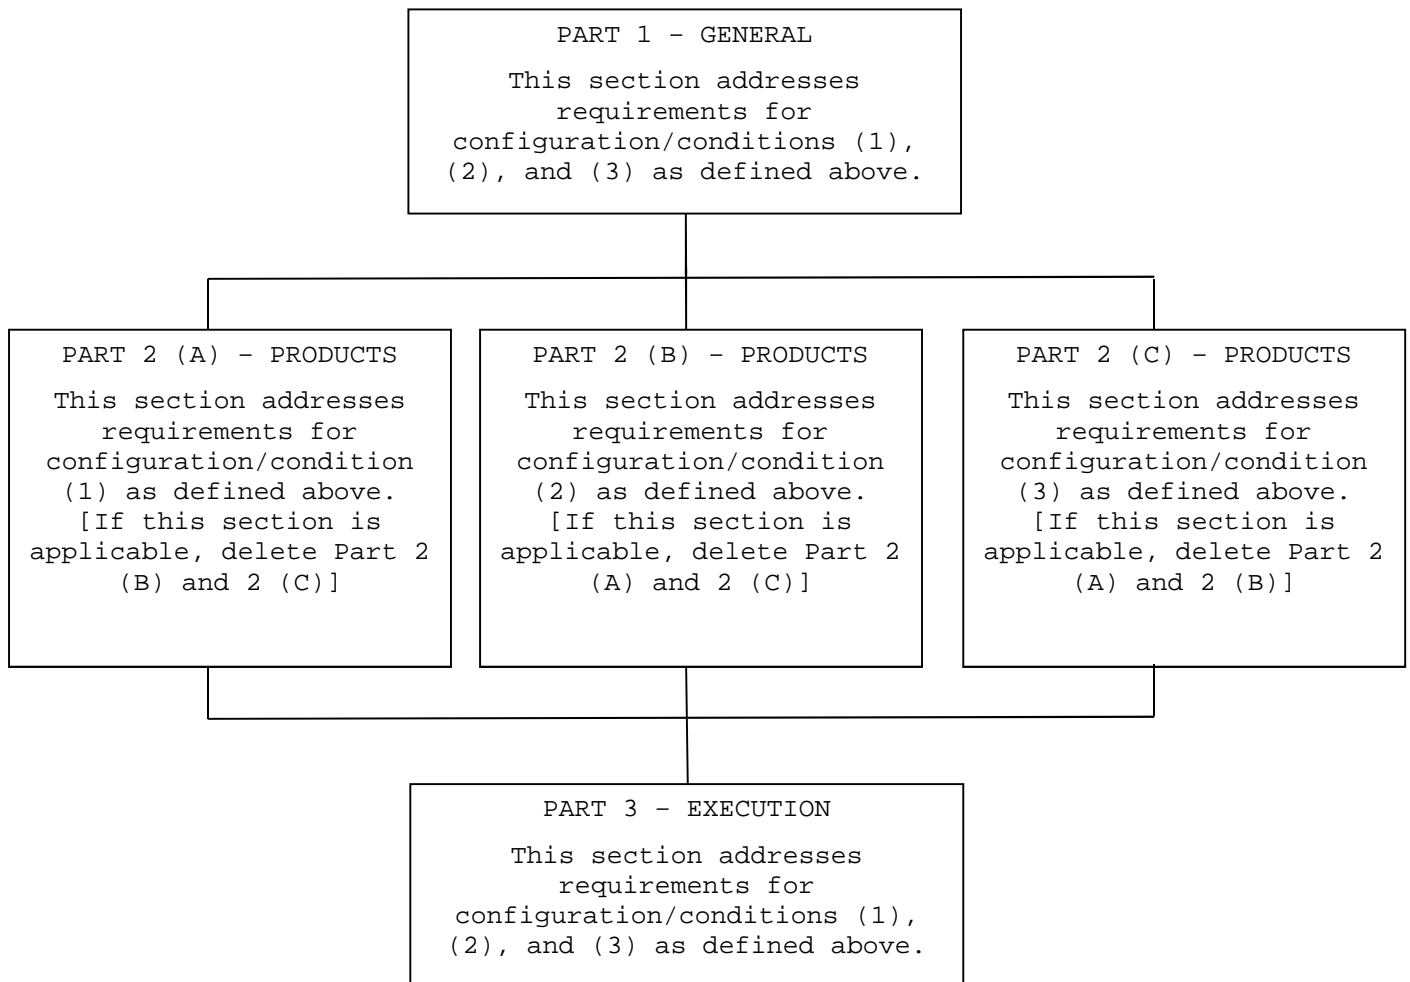 PART 1 – GENERAL
This section addresses
requirements for
configuration/conditions (1),
(2), and (3) as defined above.
PART 2 (A) – PRODUCTS
This section addresses
requirements for
configuration/condition
(1) as defined above.
[If this section is
applicable, delete Part 2
(B) and 2 (C)]
PART 2 (B) – PRODUCTS
This section addresses
requirements for
configuration/condition
(2) as defined above.
[If this section is
applicable, delete Part 2
(A) and 2 (C)]
PART 2 (C) – PRODUCTS
This section addresses
requirements for
configuration/condition
(3) as defined above.
[If this section is
applicable, delete Part 2
(A) and 2 (B)]
PART 3 – EXECUTION
This section addresses
requirements for
configuration/conditions (1),
(2), and (3) as defined above.